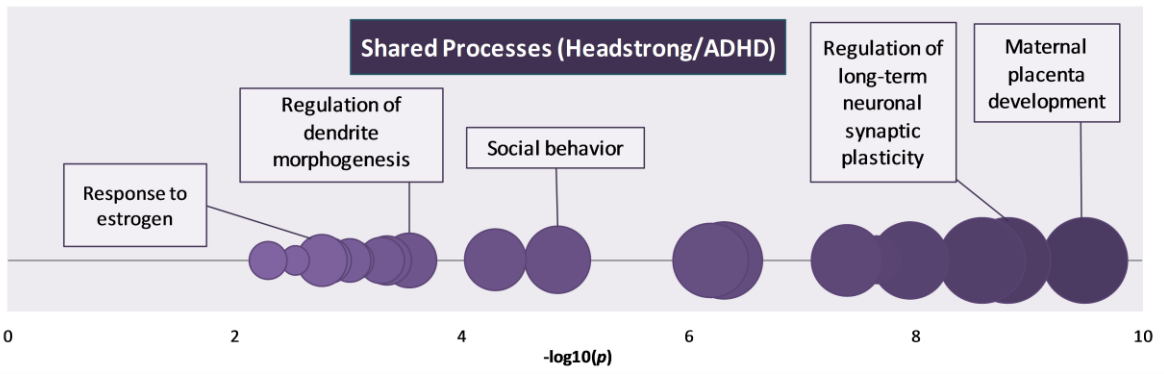 Shared Processes (Headstrong/ADHD)
Regulation of
long-term
neuronal
synaptic
plasticity
Maternal
placenta
development
Regulation of
dendrite
morphogenesis
Social behavior
Response to
estrogen
0 2 4 6 8 10
-log10(p)